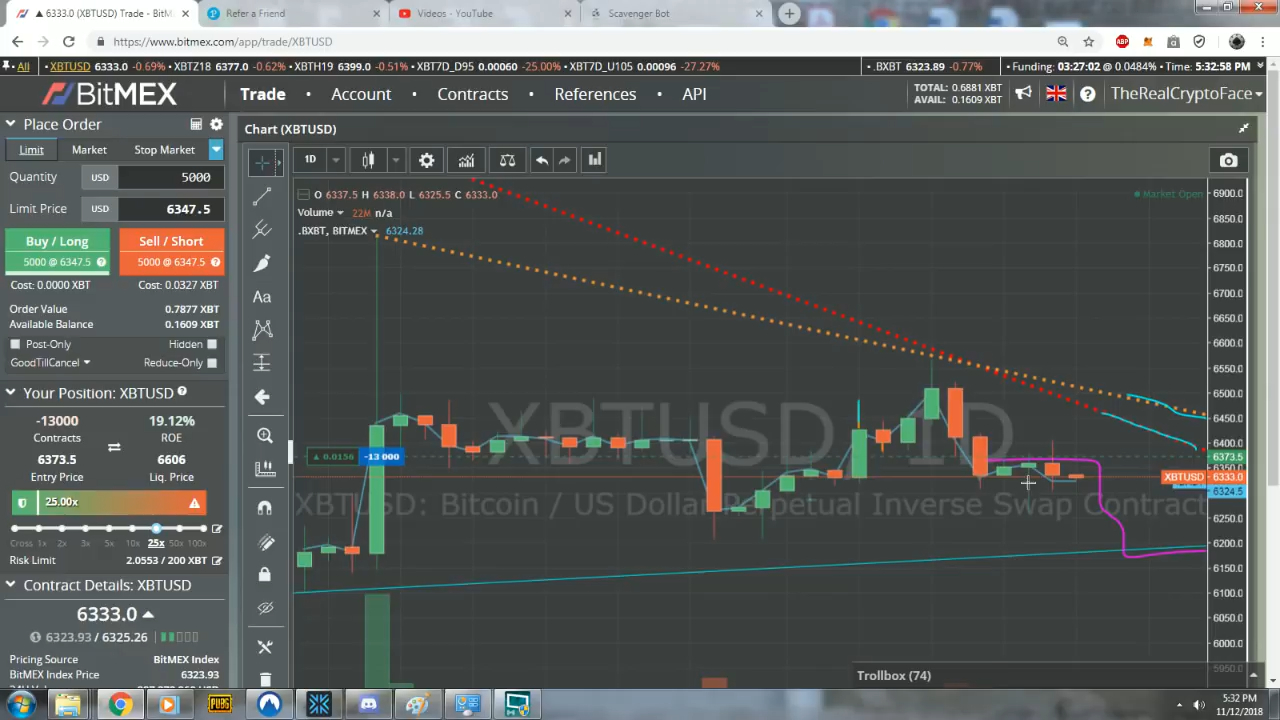 6333.0 (XBTUSD) Trade - BitM
Refer a Friend
Videos - YouTube
Scavenger Bot
https://www.bitmex.com/app/trade/XBTUSD
All XBTUSD 6333.0 -0.69% XBTZ18 6377.0 -0.62% XBTH19 6399.0 -0.51% XBT7D_D95 0.00060 -25.00% XBT7D_U105 0.00096 -27.27% .BXBT 6323.89 -0.77% Funding: 03:27:02 @ 0.0484% Time: 5:32:58 PM
BitMEX Trade Account Contracts References API TOTAL: 0.6881 XBT
AVAIL: 0.1609 XBT
TheRealCryptoFace
Place Order
Limit Market Stop Market
Quantity USD 5000
Limit Price USD 6347.5
Buy / Long Sell / Short
5000 @ 6347.5 5000 @ 6347.5
Cost: 0.0000 XBT Cost: 0.0327 XBT
Order Value 0.7877 XBT
Available Balance 0.1609 XBT
Post-Only Hidden
GoodTillCancel Reduce-Only
Your Position: XBTUSD
-13000 19.12%
Contracts ROE
6373.5 6606
Entry Price Liq. Price
25.00x
Cross 1x 2x 3x 5x 10x 25x 50x 100x
Risk Limit 2.0553 / 200 XBT
Contract Details: XBTUSD
6333.0
6323.93 / 6325.26
Pricing Source BitMEX Index
BitMEX Index Price 6323.93
Chart (XBTUSD)
1D
O 6337.5 H 6338.0 L 6325.5 C 6333.0
Market Open
Volume 22M n/a
.BXBT, BITMEX 6324.28
Aa
XBTUSD, 1D
XBTUSD: Bitcoin / US Dollar Perpetual Inverse Swap Contract
0.0156 -13 000
6900.0
6850.0
6800.0
6750.0
6700.0
6650.0
6600.0
6550.0
6500.0
6450.0
6400.0
6373.5
6350.0
XBTUSD 6333.0
6324.5
6250.0
6200.0
6150.0
6100.0
6050.0
6000.0
5950.0
Trollbox (74)
PUBG
5:32 PM
11/12/2018